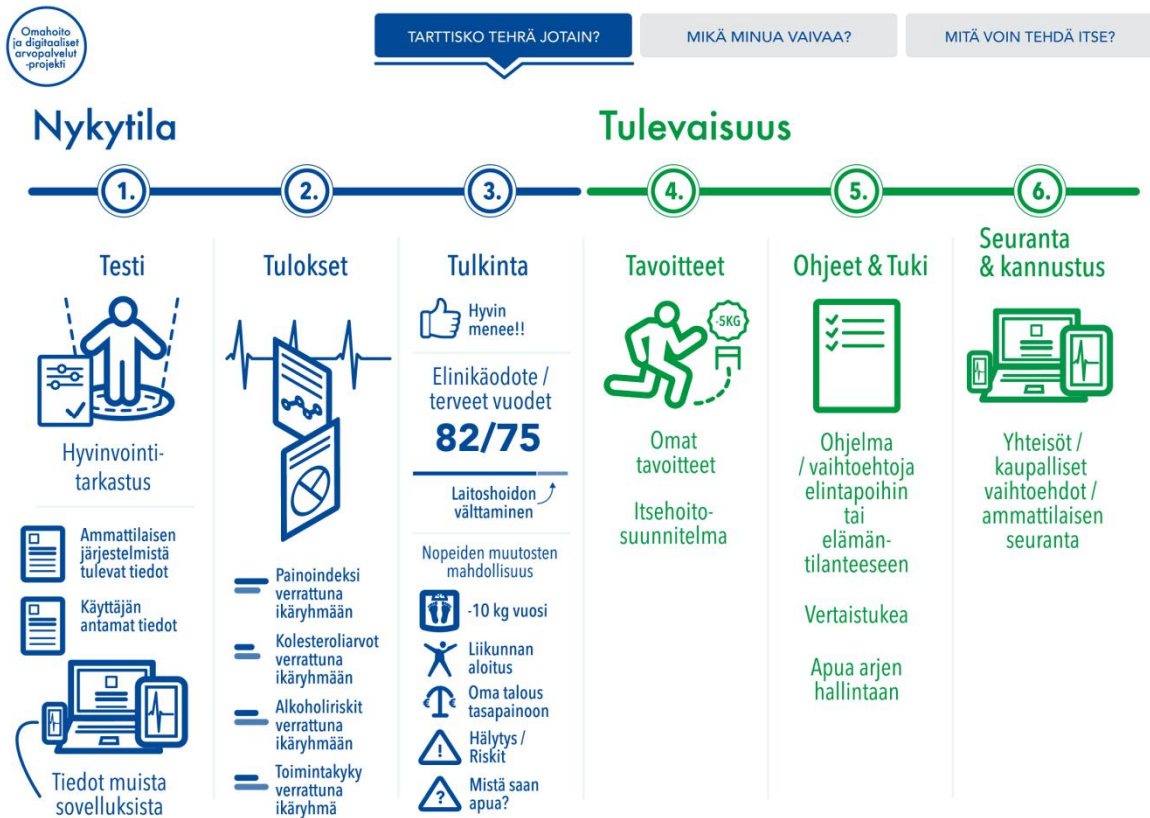 Omahoito
ja digitaaliset
arvopalvelut
-projekti
TARTTISKO TEHRÄ JOTAIN?
MIKÄ MINUA VAIVAA?
MITÄ VOIN TEHDÄ ITSE?
Nykytila
Tulevaisuus
1.
2.
3.
4.
5.
6.
Testi
Hyvinvointi-
tarkastus
Ammattilaisen
järjestelmistä
tulevat tiedot
Käyttäjän
antamat tiedot
Tiedot muista
sovelluksista
Tulokset
Painoindeksi
verrattuna
ikäryhmään
Kolesteroliarvot
verrattuna
ikäryhmään
Alkoholiriskit
verrattuna
ikäryhmään
Toimintakyky
verrattuna
ikäryhmä
Tulkinta
Hyvin
menee!!
Elinikäodote /
terveet vuodet
82/75
Laitoshoidon
välttaminen
Nopeiden muutosten
mahdollisuus
-10 kg vuosi
Liikunnan
aloitus
€ €
Oma talous
tasapainoon
!
Hälytys /
Riskit
?
Mistä saan
apua?
Tavoitteet
-5KG
Omat
tavoitteet
Itsehoito-
suunnitelma
Ohjeet & Tuki
Ohjelma
/ vaihtoehtoja
elintapoihin
tai
elämän-
tilanteeseen
Vertaistukea
Apua arjen
hallintaan
Seuranta
& kannustus
Yhteisöt /
kaupalliset
vaihtoehdot /
ammattilaisen
seuranta